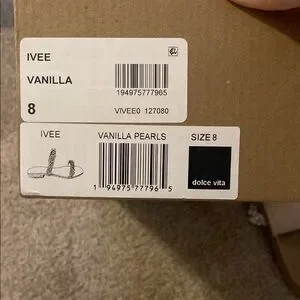 IVEE
VANILLA
194975777965
8
VIVEE0 127080
IVEE
VANILLA PEARLS
SIZE 8
1 94975 77796 5
dolce vita